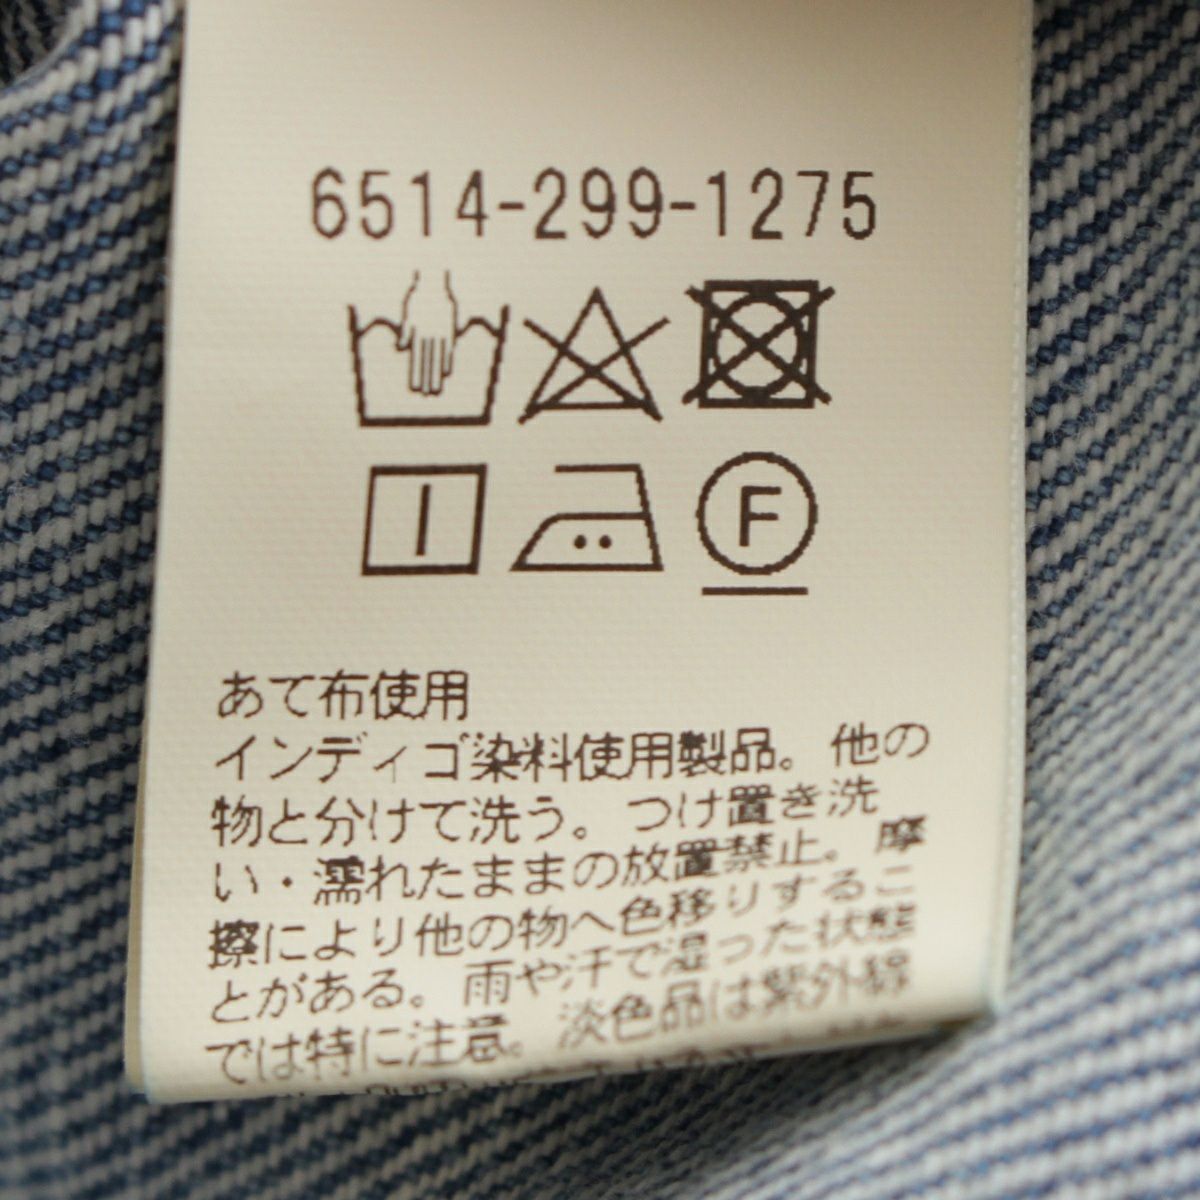 6514-299-1275
F
あて布使用
インディゴ染料使用製品。他の
物と分けて洗う。つけ置き洗
い・濡れたままの放置禁止。摩
擦により他の物へ色移りするこ
とがある。雨や汗で湿った状態
では特に注意。淡色品は紫外線